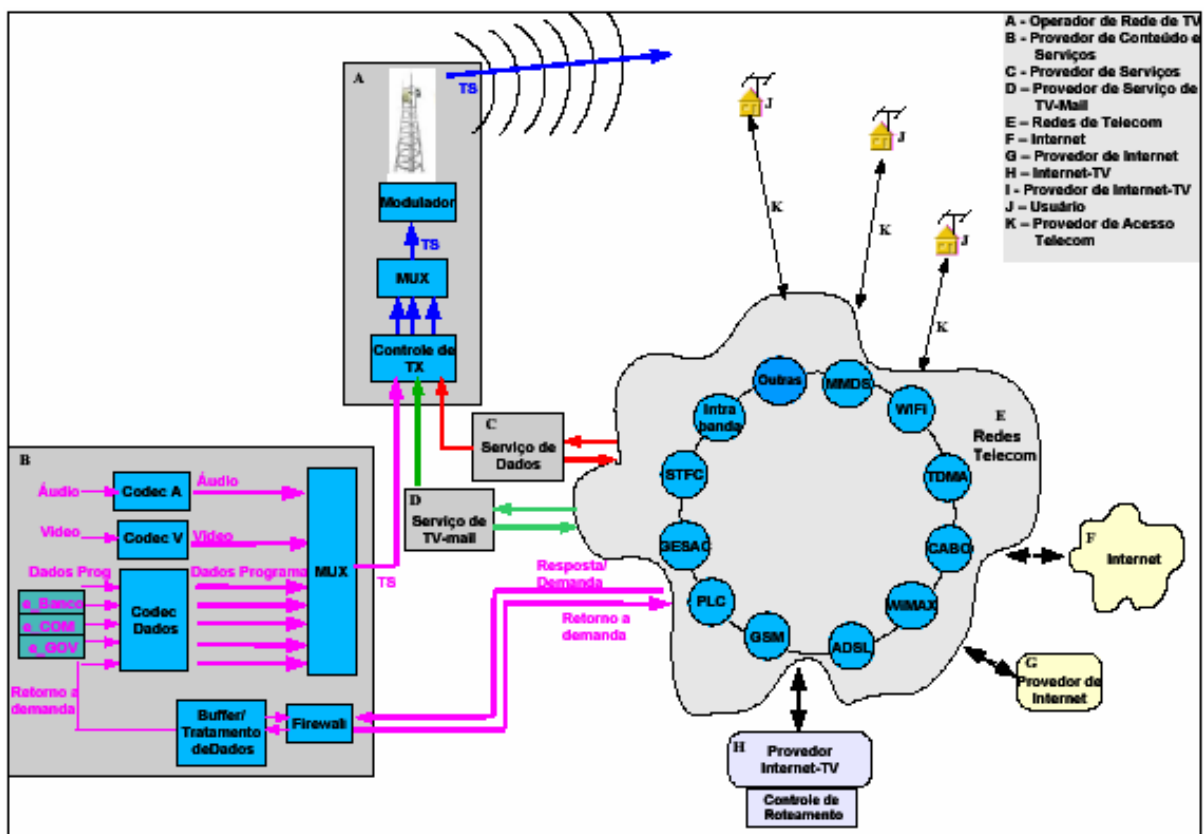 A - Operador de Rede de TV
B - Provedor de Conteúdo e
Serviços
C - Provedor de Serviços
D – Provedor de Serviço de
TV-Mail
E – Redes de Telecom
F – Internet
G – Provedor de Internet
H – Internet-TV
I - Provedor de Internet-TV
J – Usuário
K – Provedor de Acesso
Telecom
A
TS
Modulador
TS
MUX
Controle de
TX
J
J
J
K
K
K
B
Áudio
Codec A
Áudio
Video
Codec V
Video
Dados Prog
Dados Programa
e_Banco
e_COM
e_GOV
Codec
Dados
MUX
TS
Retorno a
demanda
Buffer/
Tratamento
deDados
Firewall
C
Serviço de
Dados
D
Serviço de
TV-mail
Resposta/
Demanda
Retorno a
demanda
E
Redes
Telecom
Outras
MMDS
WIFI
TDMA
CABO
WIMAX
ADSL
GSM
PLC
GESAC
STFC
Intra
banda
F
Internet
G
Provedor de
Internet
H
Provedor
Internet-TV
Controle de
Roteamento